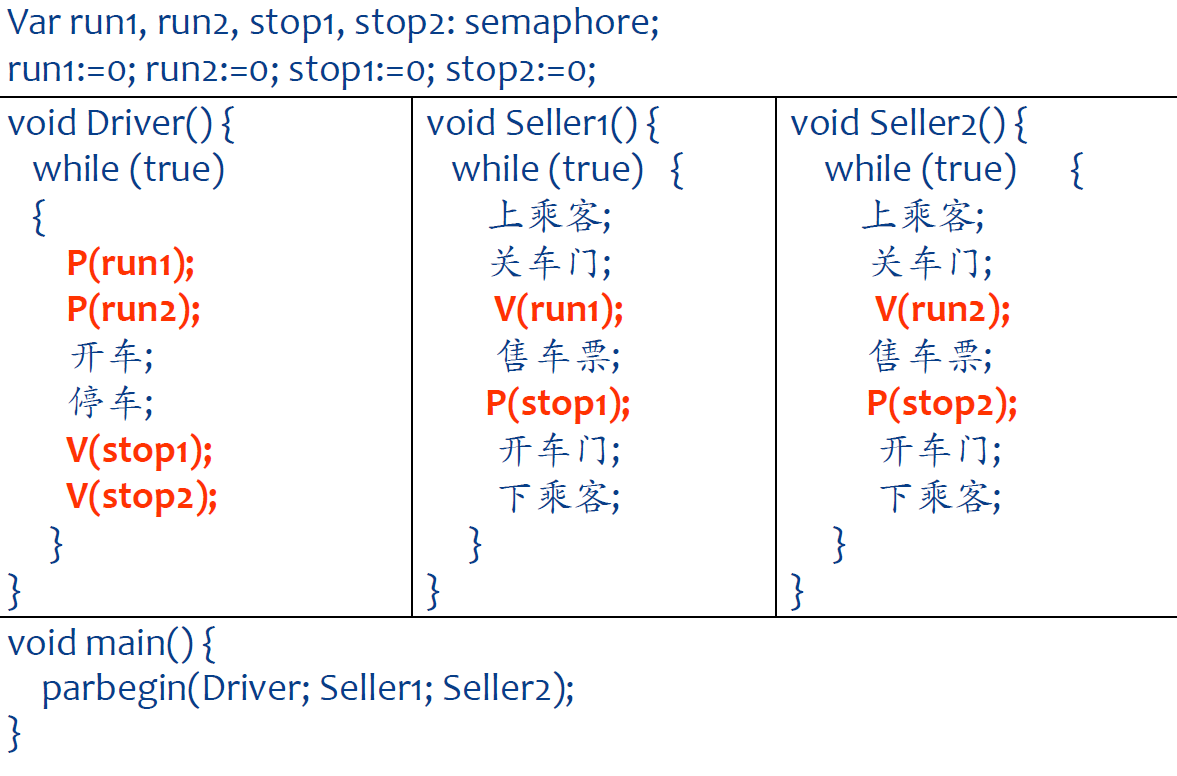 Var run1, run2, stop1, stop2: semaphore;
run1:=0; run2:=0; stop1:=0; stop2:=0;
void Driver() {
while (true)
{
P(run1);
P(run2);
开车;
停车;
V(stop1);
V(stop2);
}
}
void Seller1() {
while (true) {
上乘客;
关车门;
V(run1);
售车票;
P(stop1);
开车门;
下乘客;
}
}
void Seller2() {
while (true) {
上乘客;
关车门;
V(run2);
售车票;
P(stop2);
开车门;
下乘客;
}
}
void main() {
parbegin(Driver; Seller1; Seller2);
}